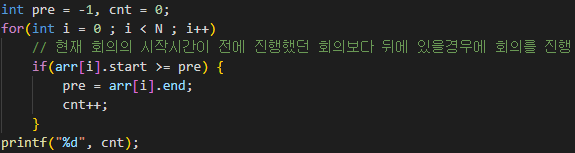 int pre = -1, cnt = 0;
for(int i = 0 ; i < N ; i++)
// 현재 회의의 시작시간이 전에 진행했던 회의보다 뒤에 있을경우에 회의를 진행
if(arr[i].start >= pre) {
pre = arr[i].end;
cnt++;
}
printf("%d", cnt);